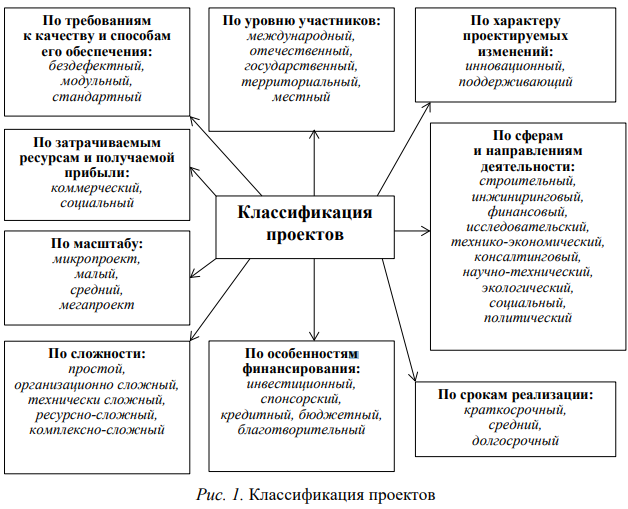 По требованиям
к качеству и способам
его обеспечения:
бездефектный,
модульный,
стандартный
По уровню участников:
международный,
отечественный,
государственный,
территориальный,
местный
По характеру
проектируемых
изменений:
инновационный,
поддерживающий
По затрачиваемым
ресурсам и получаемой
прибыли:
коммерческий,
социальный
Классификация
проектов
По сферам
и направлениям
деятельности:
строительный,
инжиниринговый,
финансовый,
исследовательский,
технико-экономический,
консалтинговый,
научно-технический,
экологический,
социальный,
политический
По масштабу:
микропроект,
малый,
средний,
мегапроект
По сложности:
простой,
организационно сложный,
технически сложный,
ресурсно-сложный,
комплексно-сложный
По особенностям
финансирования:
инвестиционный,
спонсорский,
кредитный, бюджетный,
благотворительный
По срокам реализации:
краткосрочный,
средний,
долгосрочный
Рис. 1. Классификация проектов